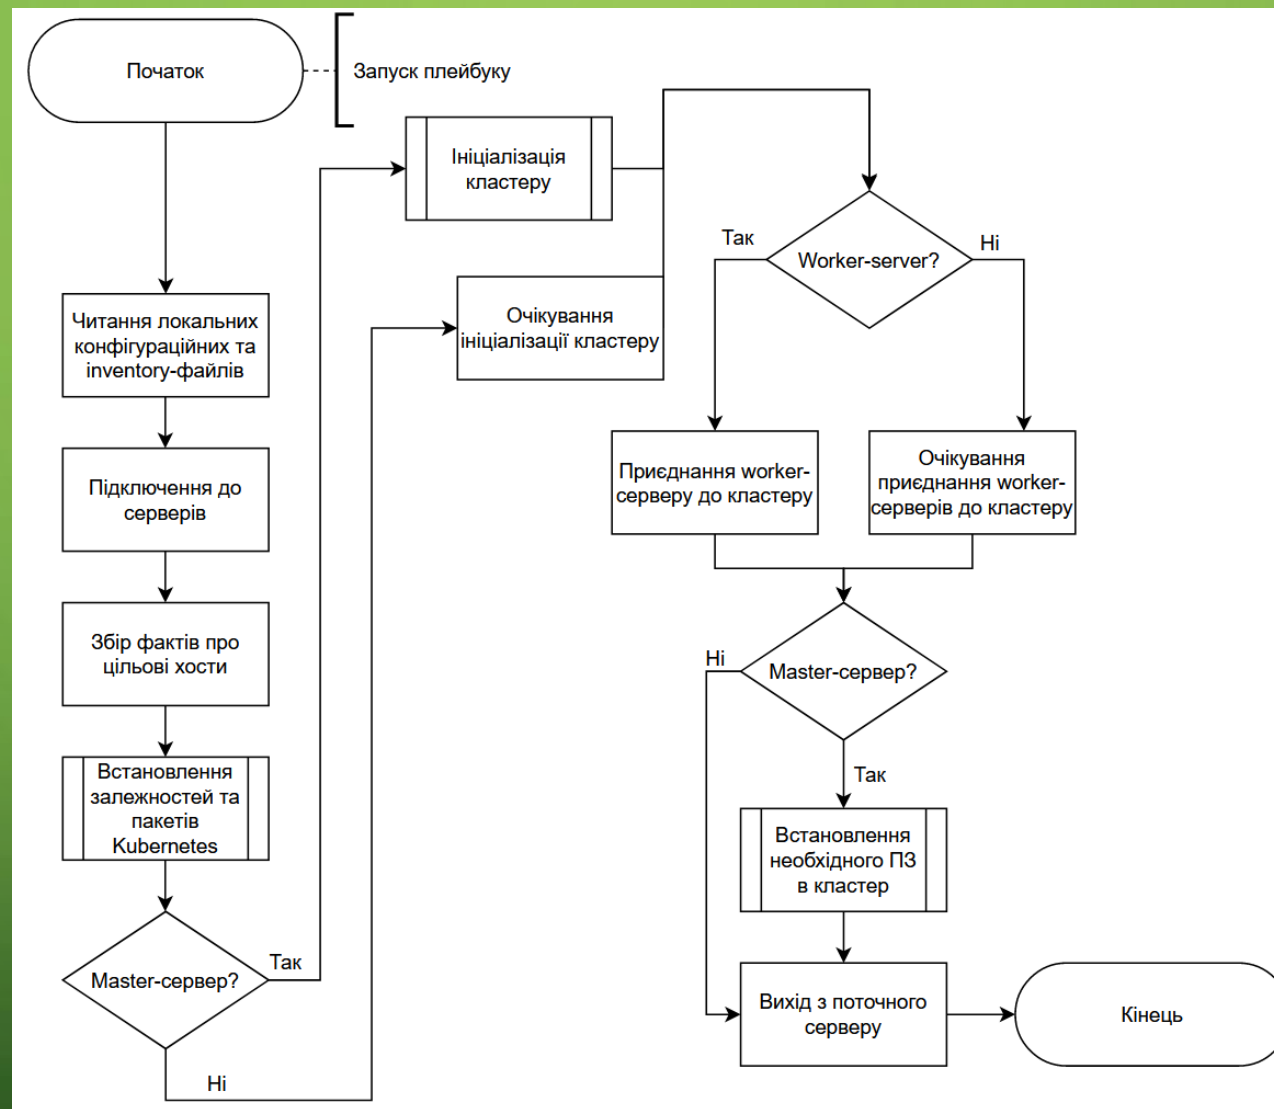 Початок
Запуск плейбуку
Читання локальних
конфігураційних та
inventory-файлів
Підключення до
серверів
Збір фактів про
цільові хости
Встановлення
залежностей та
пакетів
Kubernetes
Master-сервер?
Так
Ні
Ініціалізація
кластеру
Очікування
ініціалізації кластеру
Worker-server?
Так
Ні
Приєднання worker-
серверу до кластеру
Очікування
приєднання worker-
серверів до кластеру
Master-сервер?
Ні
Так
Встановлення
необхідного ПЗ
в кластер
Вихід з поточного
серверу
Кінець